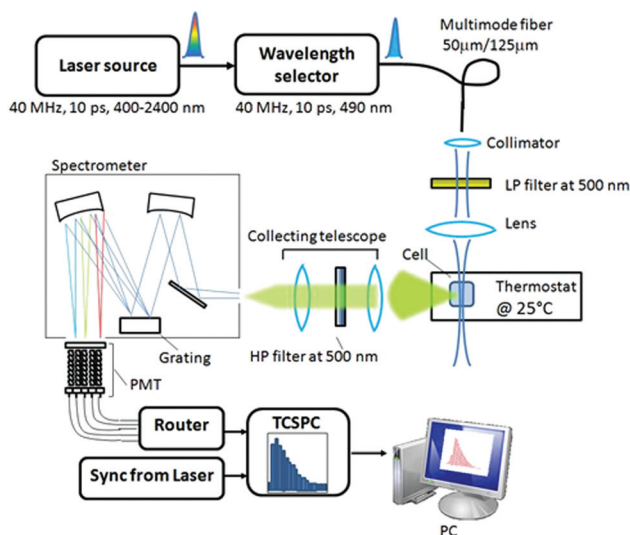 Multimode fiber
50μm/125μm
Laser source
Wavelength
selector
40 MHz, 10 ps, 400-2400 nm
40 MHz, 10 ps, 490 nm
Collimator
Spectrometer
LP filter at 500 nm
Lens
Collecting telescope
Cell
Thermostat
@ 25°C
Grating
HP filter at 500 nm
PMT
Router
TCSPC
Sync from Laser
PC